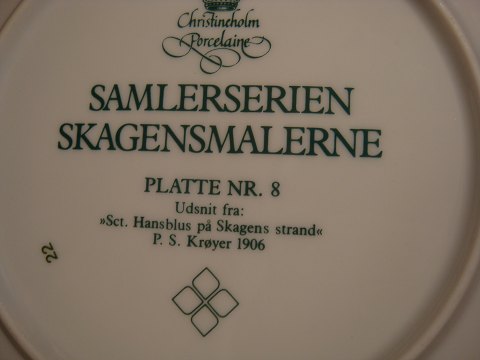 Christineholm
Porcelaine
SAMLERSERIEN
SKAGENSMALERNE
PLATTE NR. 8
Udsnit fra:
»Sct. Hansblus på Skagens strand«
P. S. Krøyer 1906
22